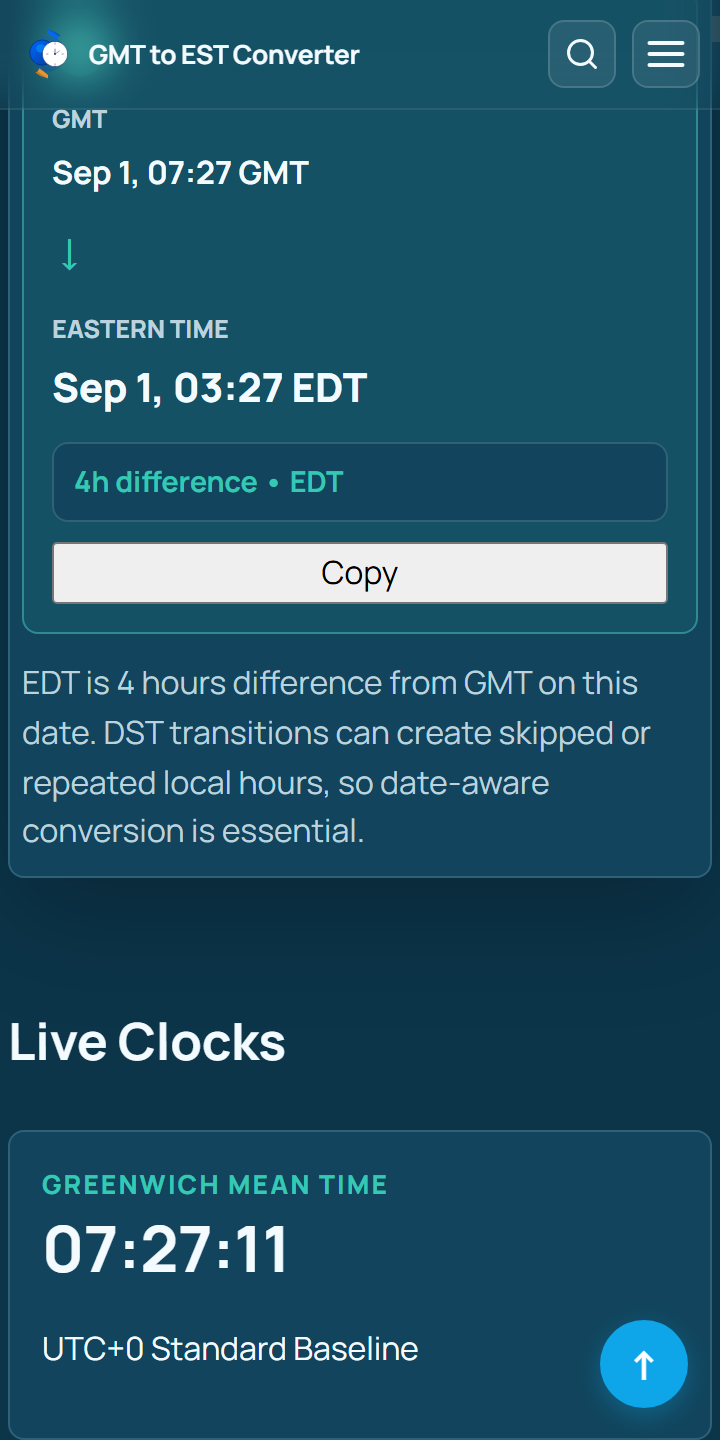 GMT to EST Converter
GMT
Sep 1, 07:27 GMT
↓
EASTERN TIME
Sep 1, 03:27 EDT
4h difference • EDT
Copy
EDT is 4 hours difference from GMT on this
date. DST transitions can create skipped or
repeated local hours, so date-aware
conversion is essential.
Live Clocks
GREENWICH MEAN TIME
07:27:11
UTC+0 Standard Baseline
↑